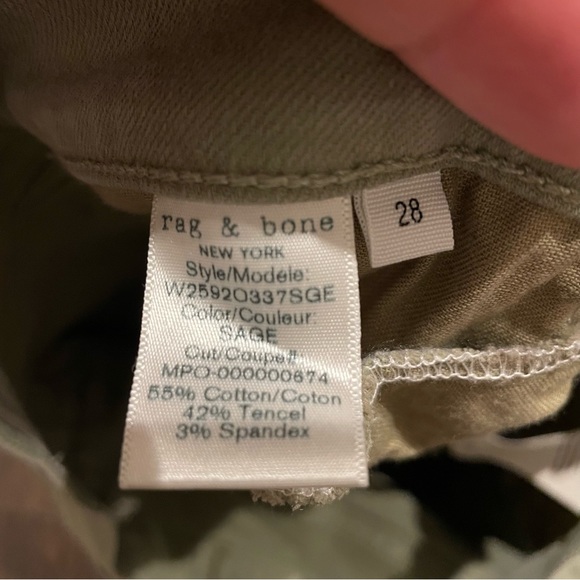 rag & bone
NEW YORK
Style/Modéle:
W2592O337SGE
Color/Couleur:
SAGE
Cut/Coupe#:
MPO-000000674
55% Cotton/Coton
42% Tencel
3% Spandex
28